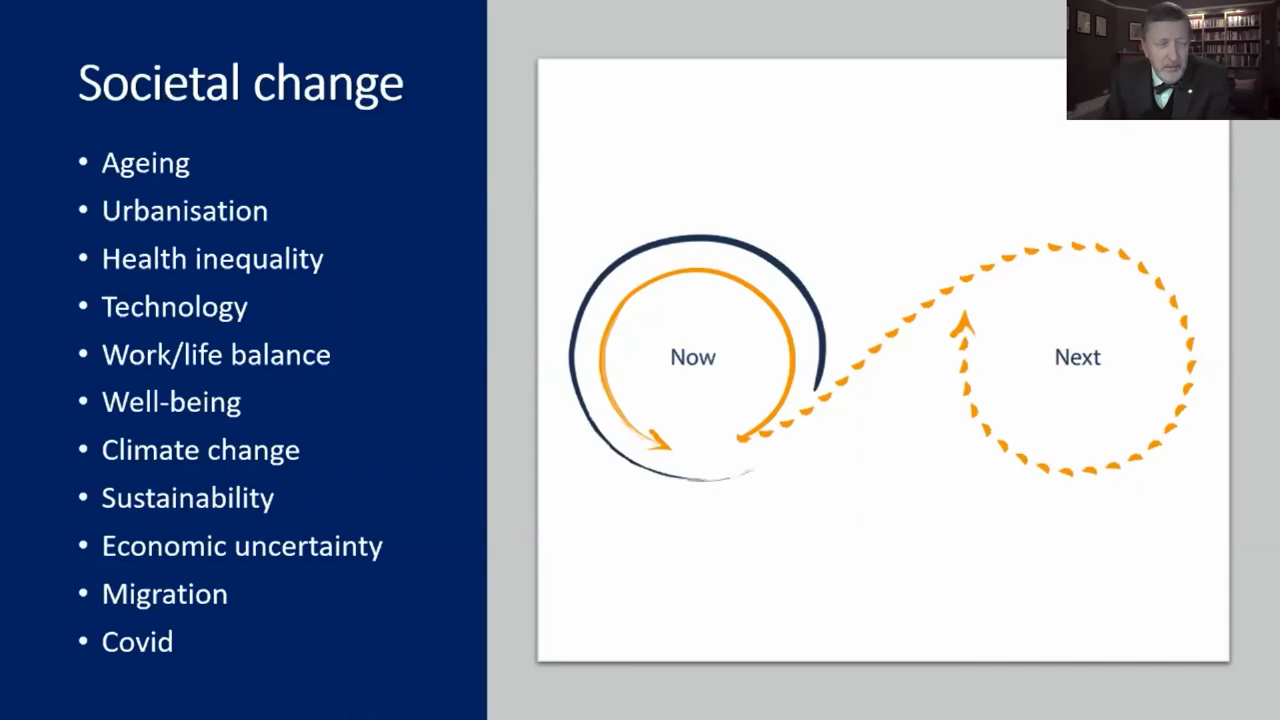 Societal change
• Ageing
• Urbanisation
• Health inequality
• Technology
• Work/life balance
• Well-being
• Climate change
• Sustainability
• Economic uncertainty
• Migration
• Covid
Now
Next